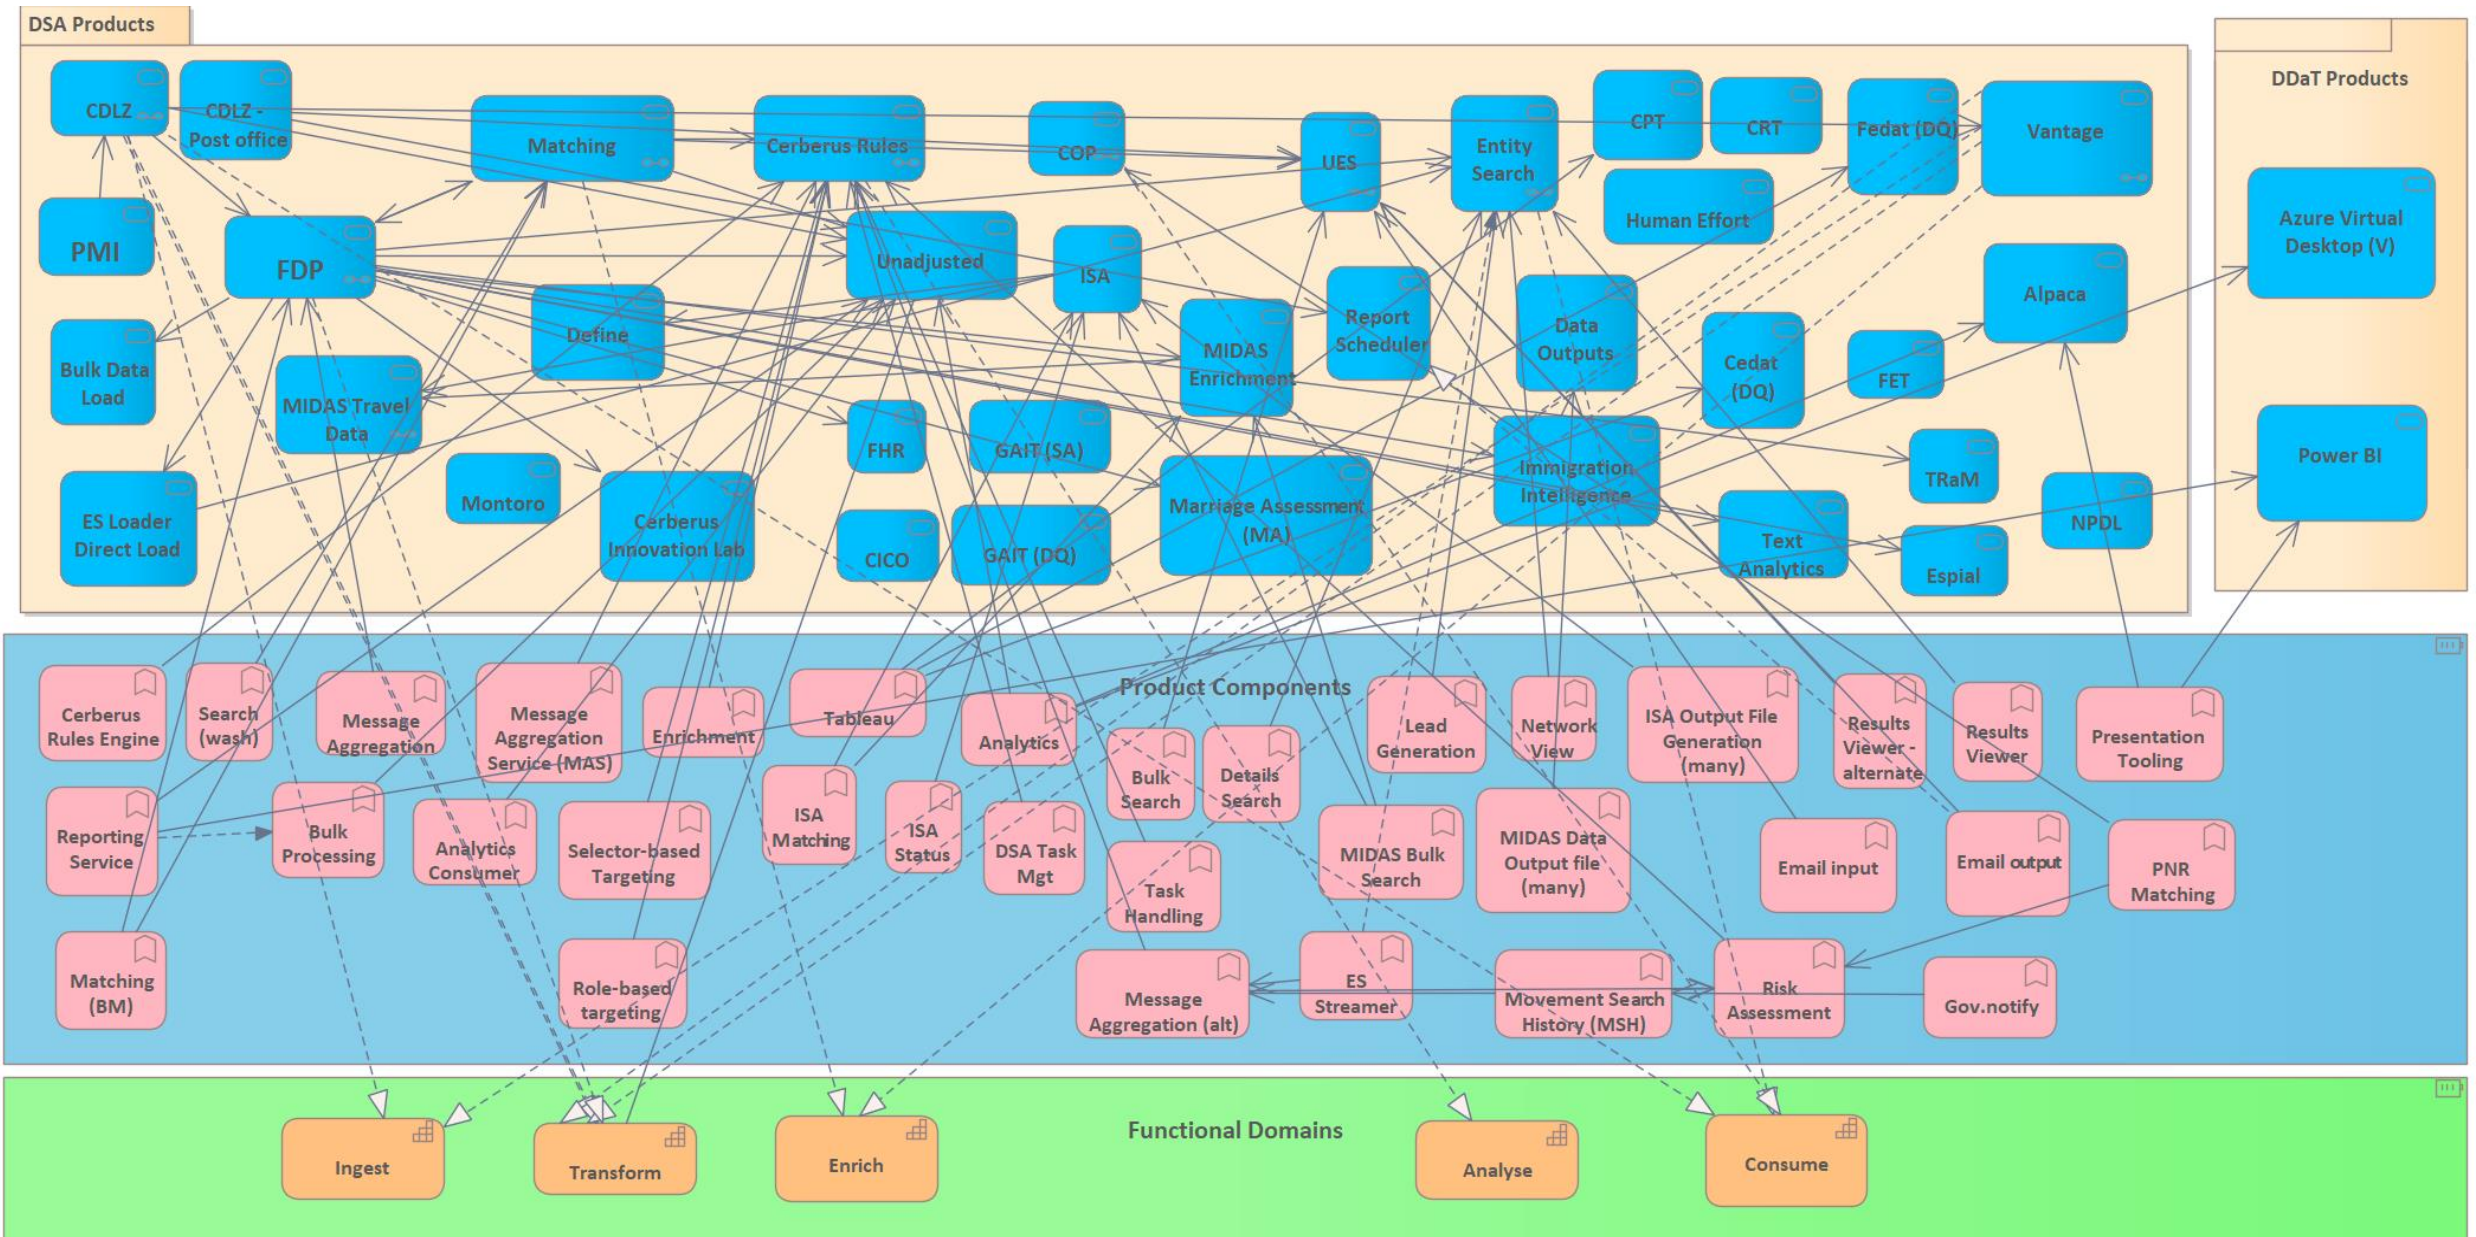 DSA Products
DDaT Products
CDLZ
CDLZ -
Post office
Matching
Cerberus Rules
COP
UES
Entity
Search
CPT
CRT
Fedat (DQ)
Vantage
Human Effort
PMI
FDP
Unadjusted
ISA
Azure Virtual
Desktop (V)
Bulk Data
Load
MIDAS Travel
Data
Define
MIDAS
Enrichment
Report
Scheduler
Data
Outputs
Cedat
(DQ)
FET
Alpaca
ES Loader
Direct Load
Montoro
Cerberus
Innovation Lab
FHR
GAIT (SA)
CICO
GAIT (DQ)
Marriage Assessment
(MA)
Immigration
Intelligence
Text
Analytics
TRaM
Espial
NPDL
Power BI
Product Components
Cerberus
Rules Engine
Search
(wash)
Message
Aggregation
Message
Aggregation
Service (MAS)
Enrichment
Tableau
Analytics
Bulk
Search
Details
Search
Lead
Generation
Network
View
ISA Output File
Generation
(many)
Results
Viewer -
alternate
Results
Viewer
Presentation
Tooling
Reporting
Service
Bulk
Processing
Analytics
Consumer
Selector-based
Targeting
ISA
Matching
ISA
Status
DSA Task
Mgt
Task
Handling
MIDAS Bulk
Search
MIDAS Data
Output file
(many)
Email input
Email output
PNR
Matching
Matching
(BM)
Role-based
targeting
Message
Aggregation (alt)
ES
Streamer
Movement Search
History (MSH)
Risk
Assessment
Gov.notify
Functional Domains
Ingest
Transform
Enrich
Analyse
Consume